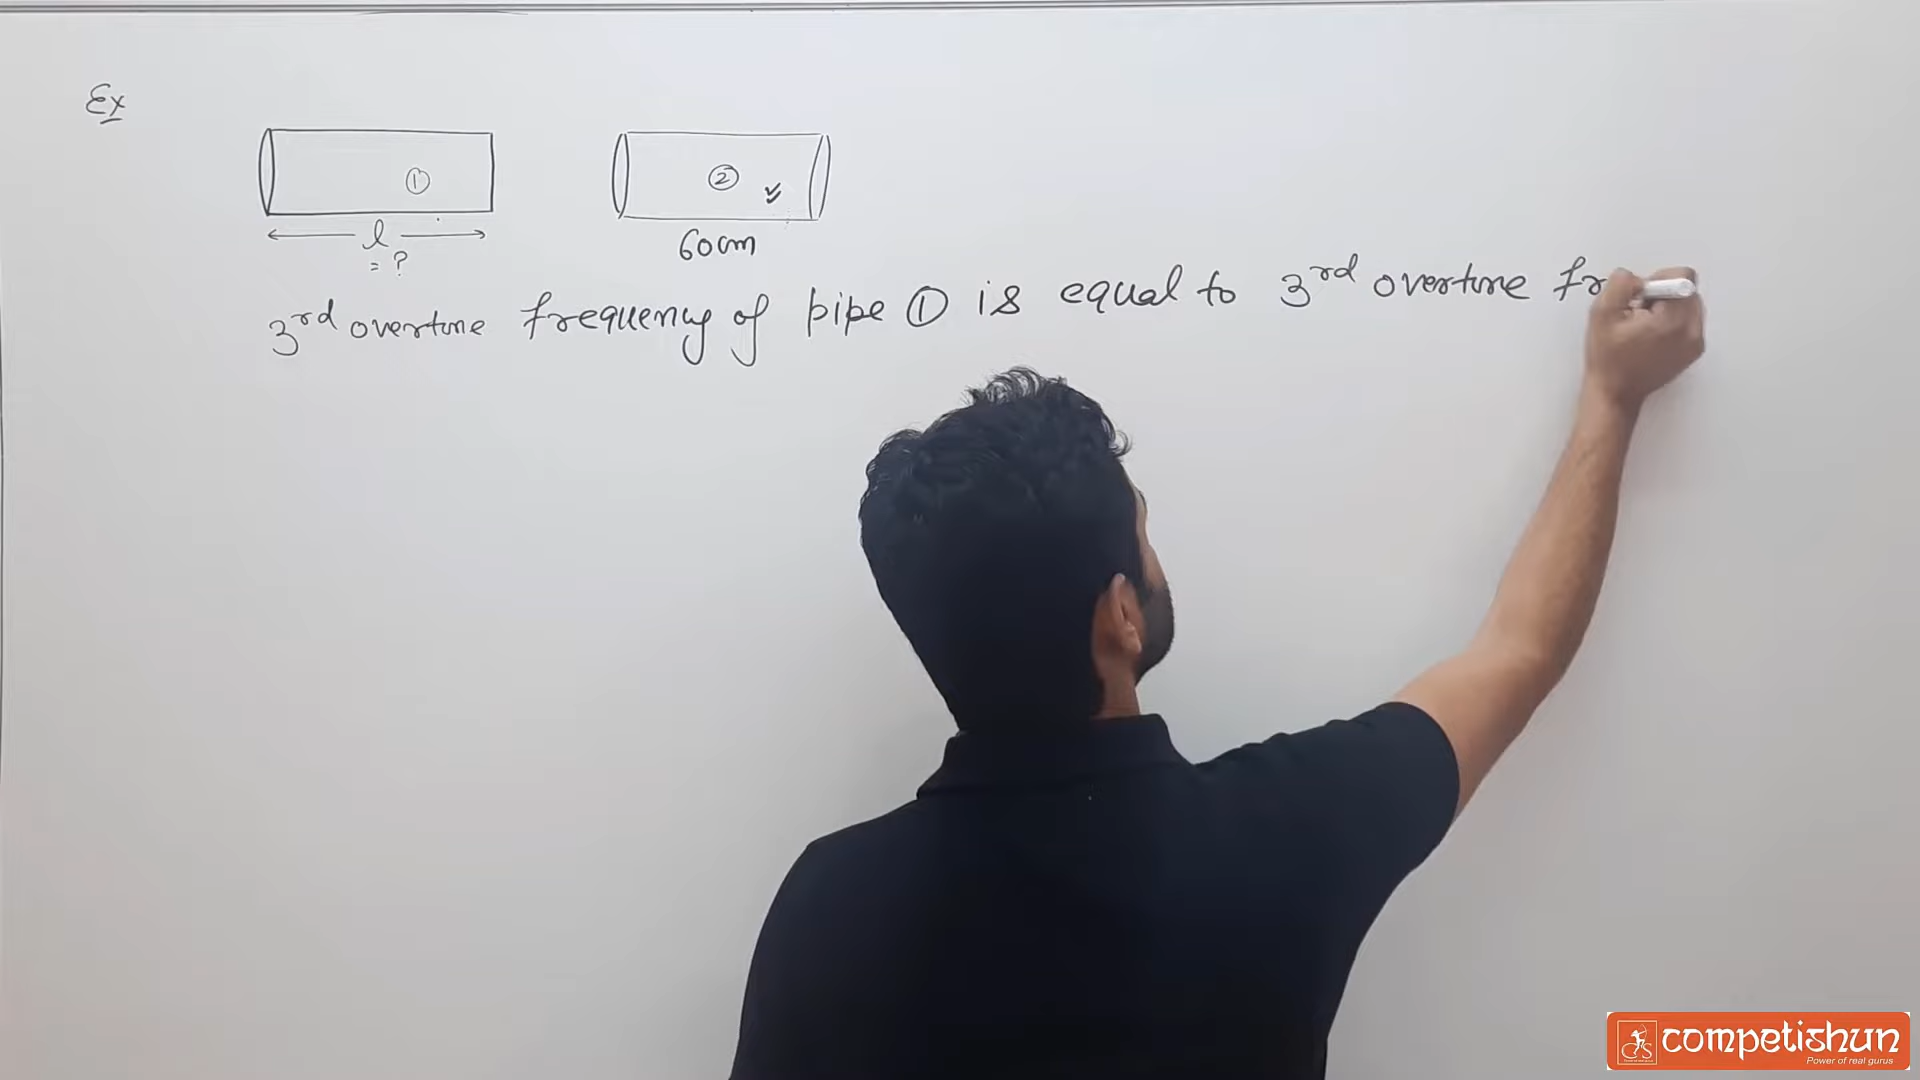 Ex
①
②
l
60cm
= ?
3rd overtone frequency of pipe ① is equal to 3rd overtone fr
competishun
Power of real gurus